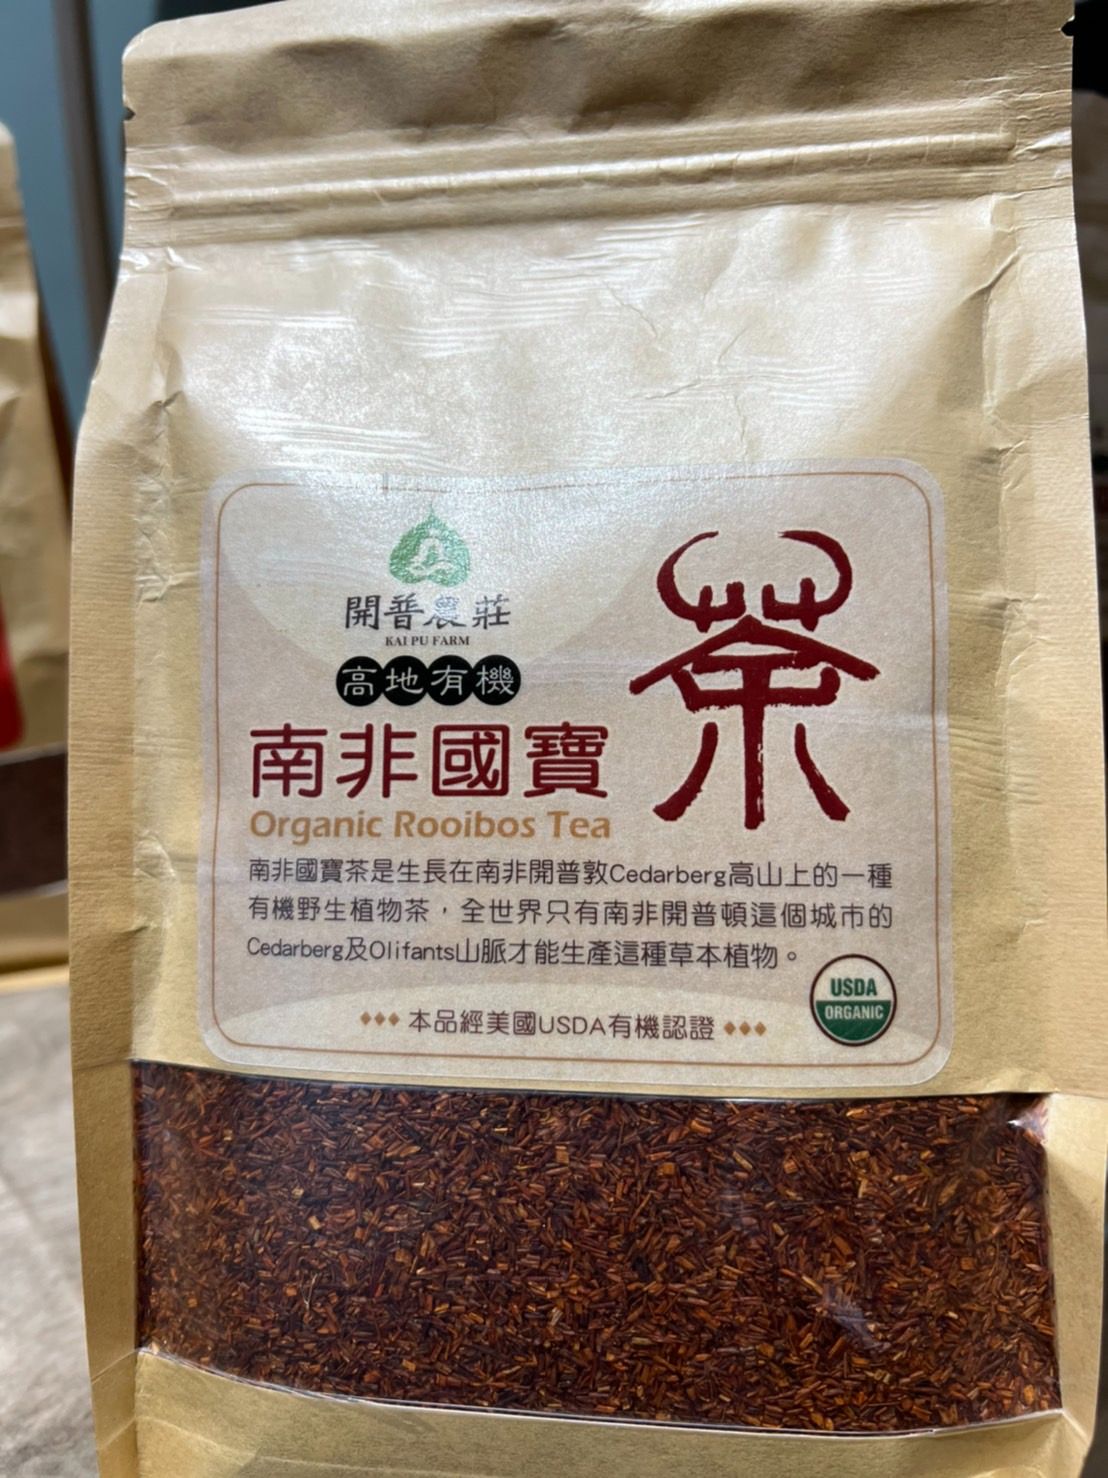 開普農莊
KAI PU FARM
高地有機
南非國寶
茶
Organic Rooibos Tea
南非國寶茶是生長在南非開普敦Cedarberg高山上的一種
有機野生植物茶，全世界只有南非開普頓這個城市的
Cedarberg及Olifants山脈才能生產這種草本植物。
本品經美國USDA有機認證
USDA
ORGANIC